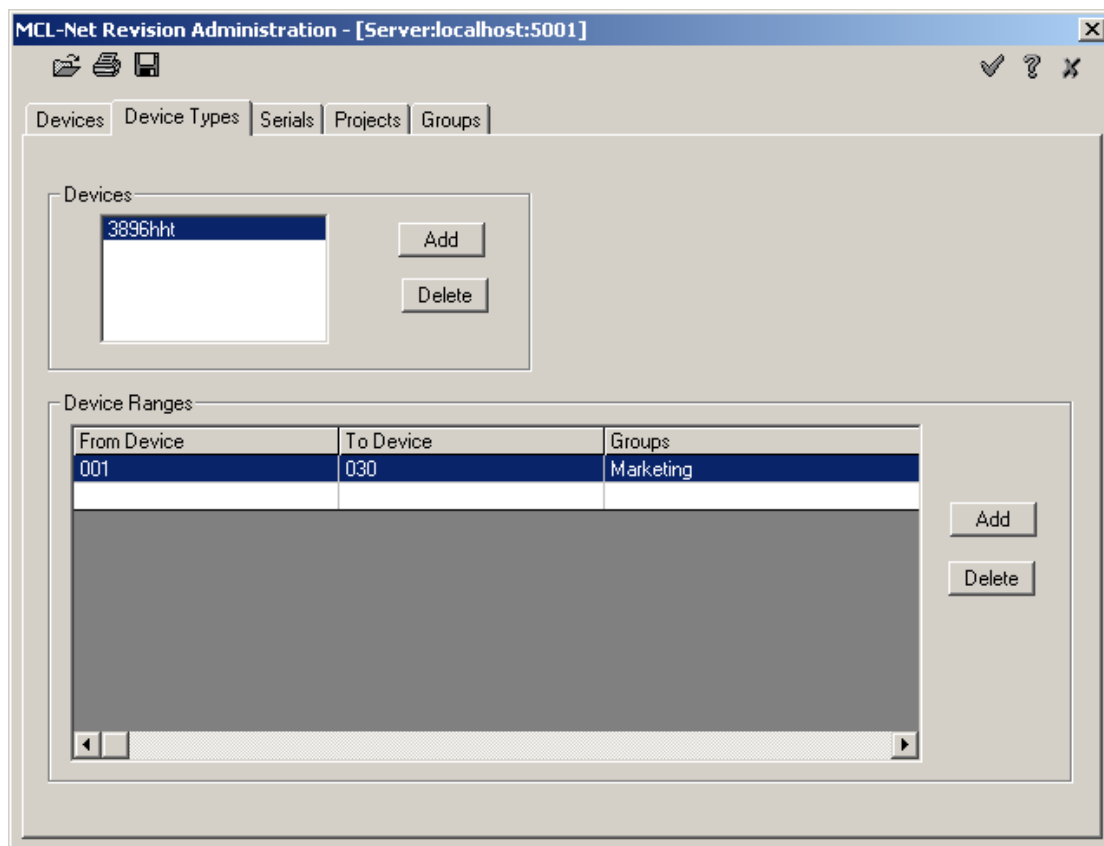 MCL-Net Revision Administration - [Server:localhost:5001]
Devices Device Types Serials Projects Groups
Devices
3896hht
Add
Delete
Device Ranges
From Device To Device Groups
001 030 Marketing
Add
Delete